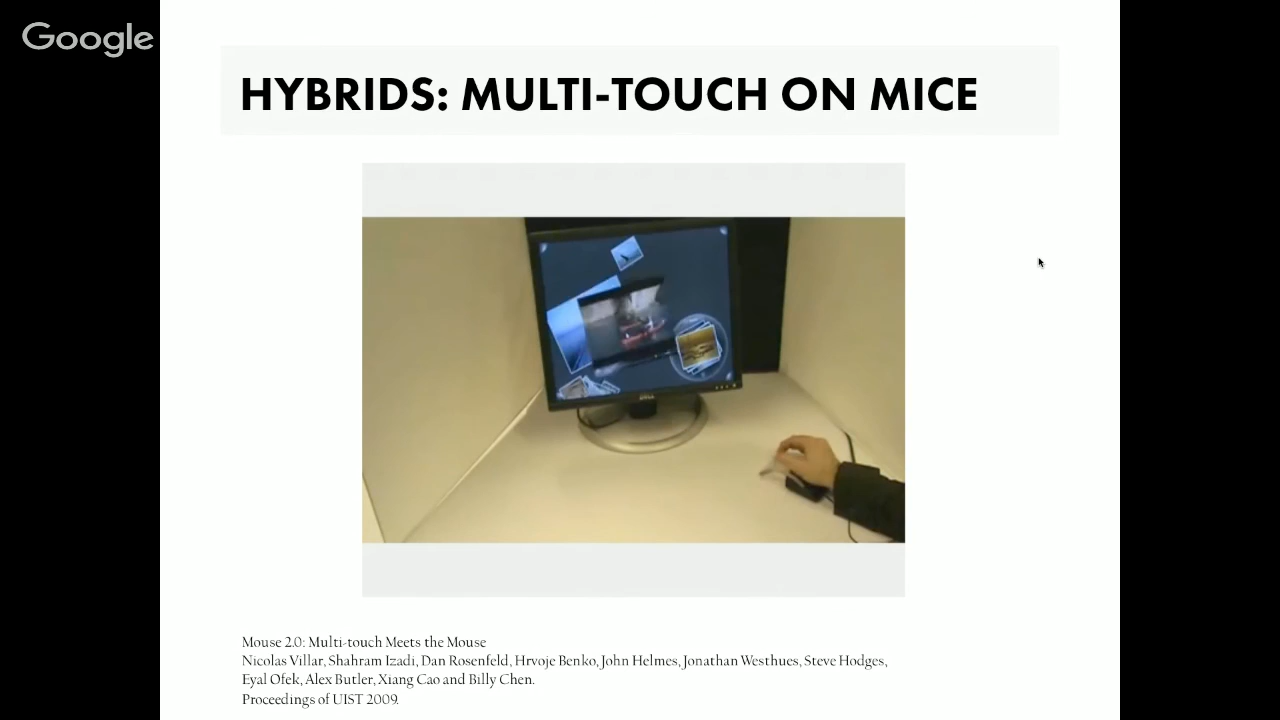 Google
HYBRIDS: MULTI-TOUCH ON MICE
DELL
Mouse 2.0: Multi-touch Meets the Mouse
Nicolas Villar, Shahram Izadi, Dan Rosenfeld, Hrvoje Benko, John Helmes, Jonathan Westhues, Steve Hodges,
Eyal Ofek, Alex Butler, Xiang Cao and Billy Chen.
Proceedings of UIST 2009.